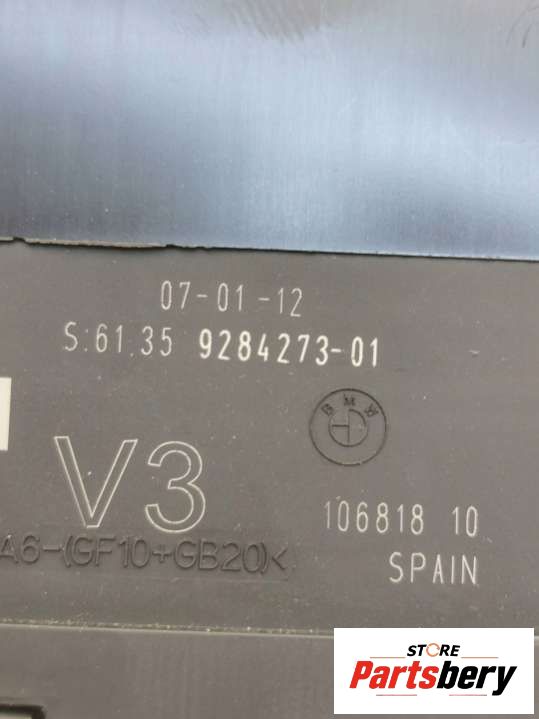 07-01-12
S:61.35 9284273-01
BMW
V3
106818 10
A6-(GF10+GB20)<
SPAIN
STORE
Partsbery